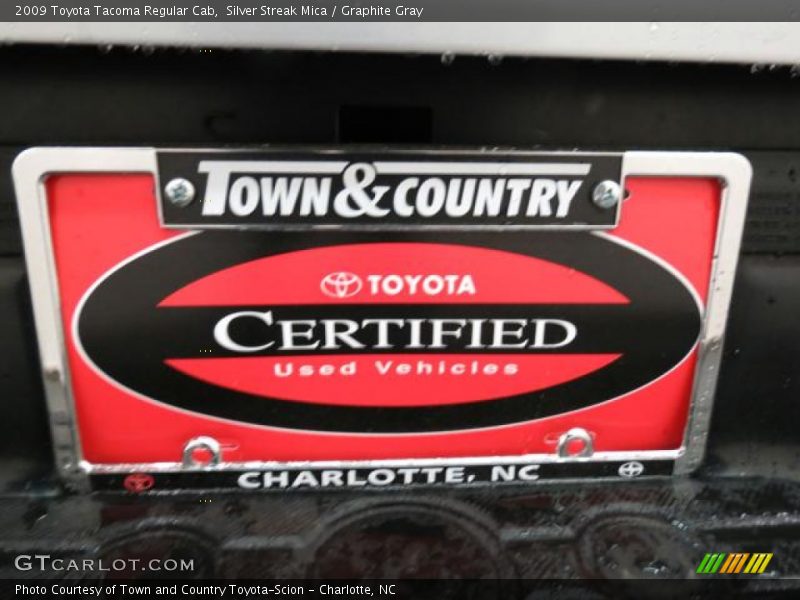 2009 Toyota Tacoma Regular Cab,  Silver Streak Mica / Graphite Gray
TOWN & COUNTRY
TOYOTA
CERTIFIED
Used Vehicles
CHARLOTTE, NC
GTCARLOT.COM
Photo Courtesy of Town and Country Toyota-Scion - Charlotte, NC